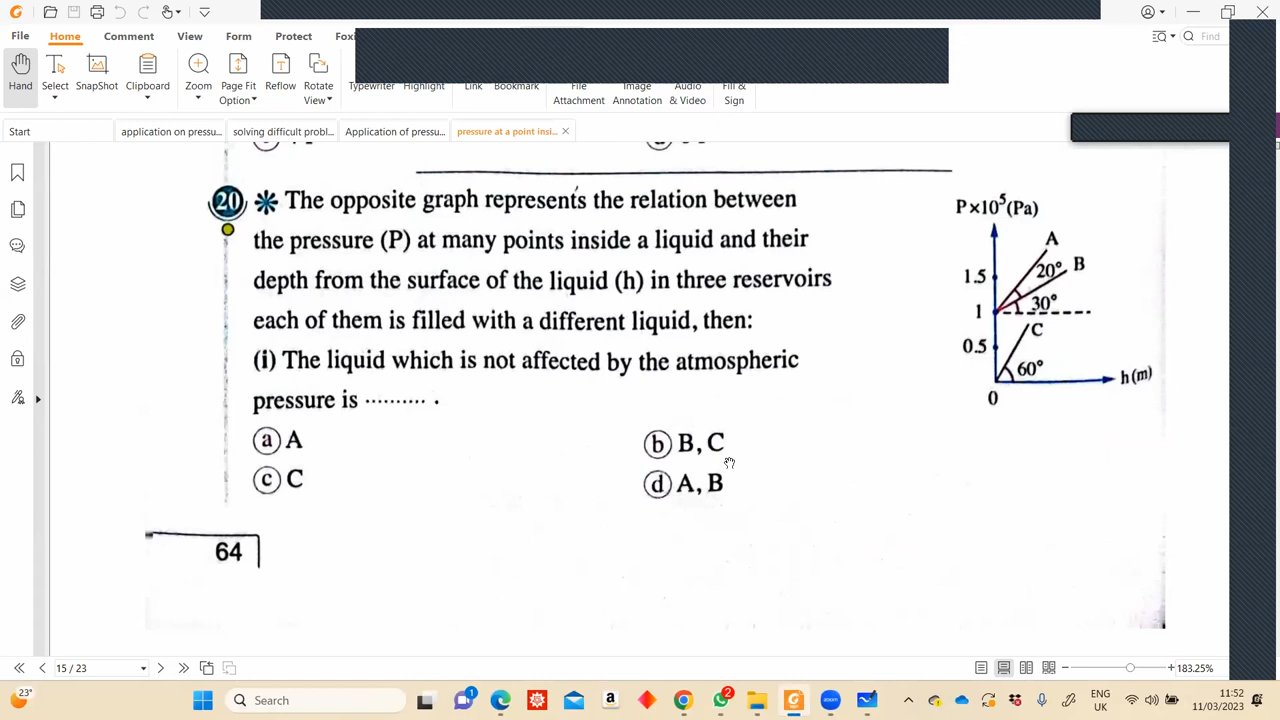 File Home Comment View Form Protect
Find
Hand Select SnapShot Clipboard Zoom Page Fit Option Reflow Rotate View Typewriter Highlight Link Bookmark File Attachment Image Annotation Audio & Video Fill & Sign
Start application on pressu... solving difficult probl... Application of pressu... pressure at a point insi...
20 * The opposite graph represents the relation between
the pressure (P) at many points inside a liquid and their
depth from the surface of the liquid (h) in three reservoirs
each of them is filled with a different liquid, then:
(i) The liquid which is not affected by the atmospheric
pressure is .......... .
a A
b B, C
c C
d A, B
P×10⁵(Pa)
A
20° B
1.5
30°
1
C
0.5
60°
h(m)
0
64
15 / 23
183.25%
23°
Search
1
2
zoom
ENG
UK
11:52
11/03/2023